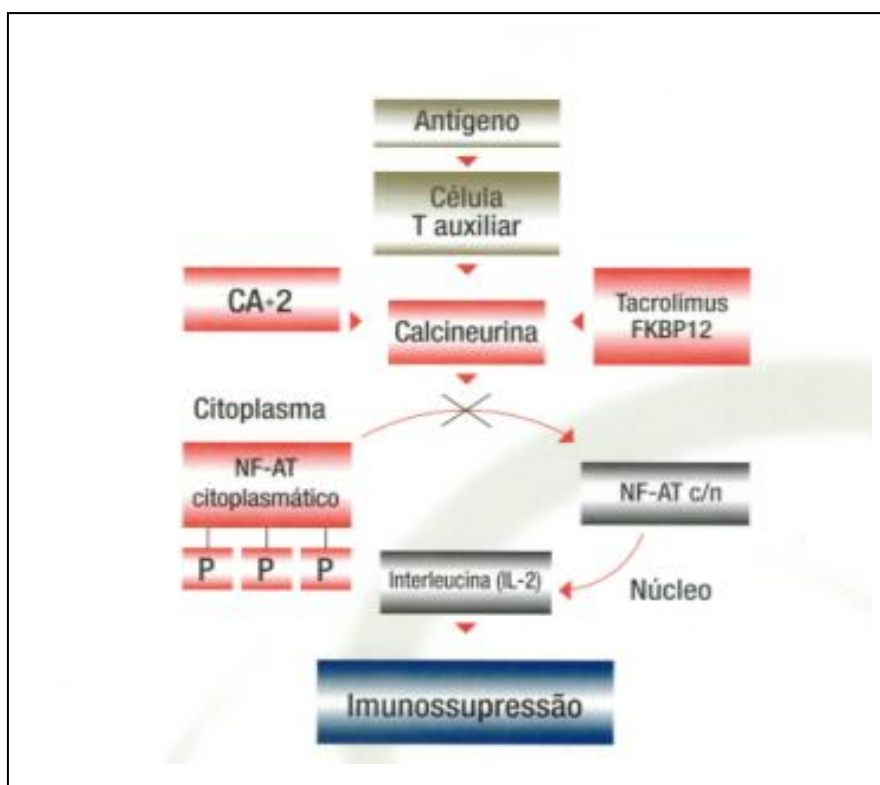 Antígeno
Célula
T auxiliar
CA+2
Calcineurina
Tacrolimus
FKBP12
Citoplasma
NF-AT
citoplasmático
P P P
NF-AT c/n
Interleucina (IL-2)
Núcleo
Imunossupressão